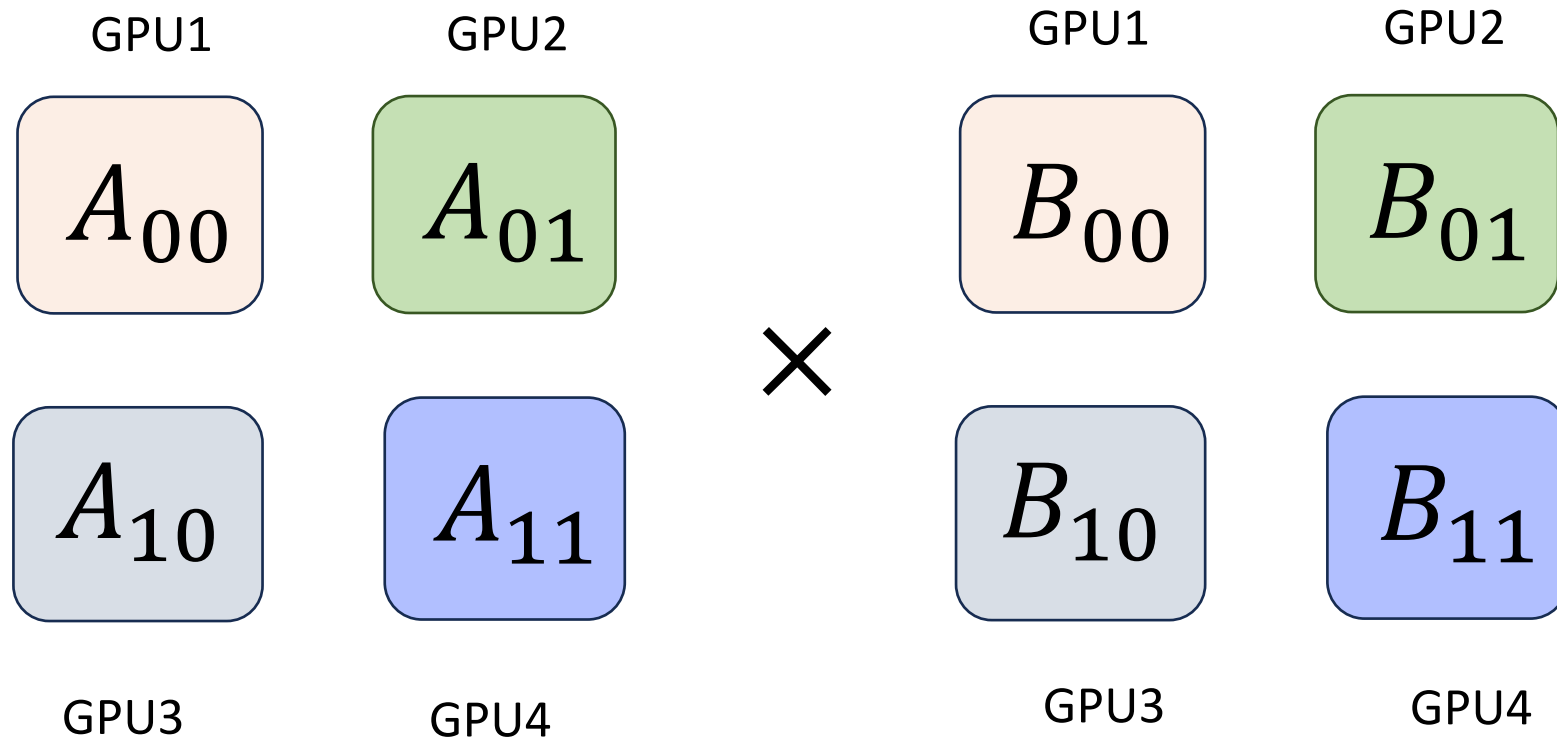 GPU1 GPU2 GPU1 GPU2
A₀₀ A₀₁ B₀₀ B₀₁
×
A₁₀ A₁₁ B₁₀ B₁₁
GPU3 GPU4 GPU3 GPU4